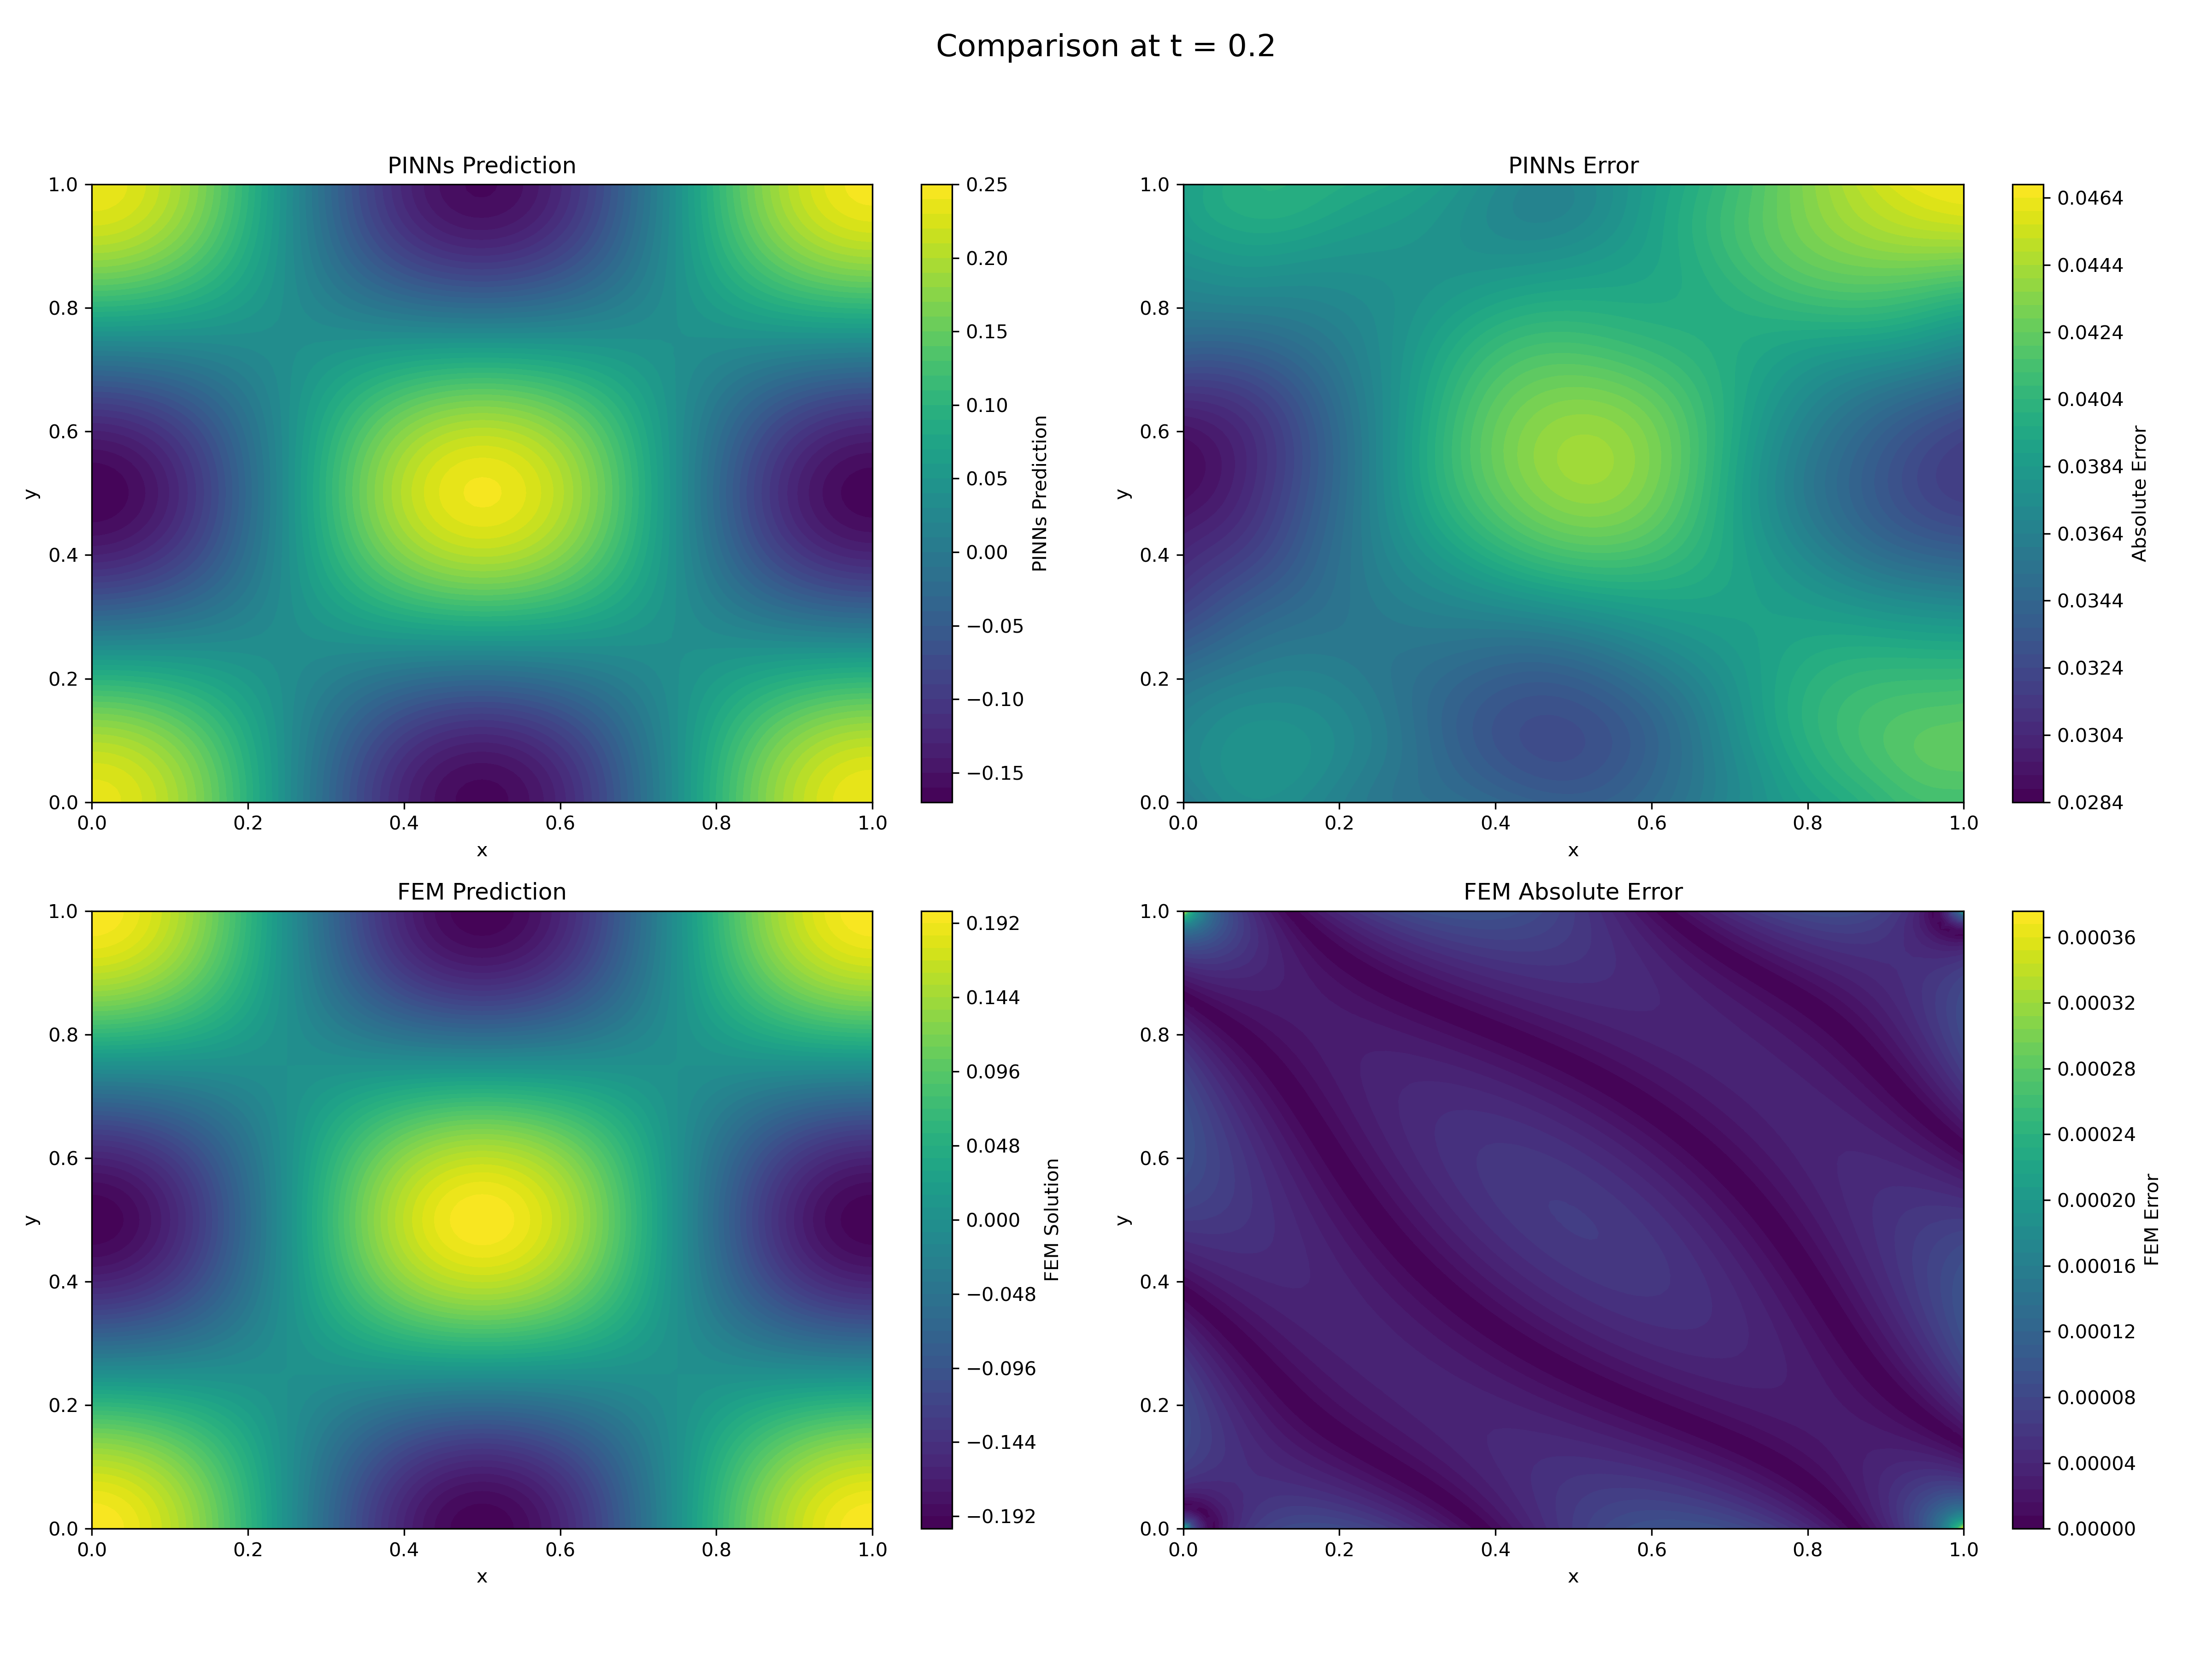 Comparison at t = 0.2
PINNs Prediction
1.0
0.8
0.6
0.4
0.2
0.0
y
0.0 0.2 0.4 0.6 0.8 1.0
x
0.25
0.20
0.15
0.10
0.05
0.00
−0.05
−0.10
−0.15
PINNs Prediction
PINNs Error
1.0
0.8
0.6
0.4
0.2
0.0
y
0.0 0.2 0.4 0.6 0.8 1.0
x
0.0464
0.0444
0.0424
0.0404
0.0384
0.0364
0.0344
0.0324
0.0304
0.0284
Absolute Error
FEM Prediction
1.0
0.8
0.6
0.4
0.2
0.0
y
0.0 0.2 0.4 0.6 0.8 1.0
x
0.192
0.144
0.096
0.048
0.000
−0.048
−0.096
−0.144
−0.192
FEM Solution
FEM Absolute Error
1.0
0.8
0.6
0.4
0.2
0.0
y
0.0 0.2 0.4 0.6 0.8 1.0
x
0.00036
0.00032
0.00028
0.00024
0.00020
0.00016
0.00012
0.00008
0.00004
0.00000
FEM Error